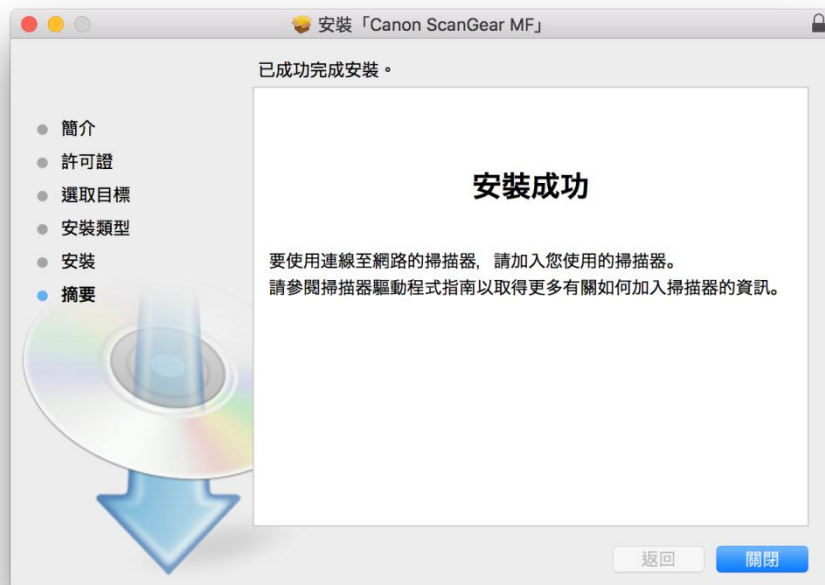 安裝「Canon ScanGear MF」
已成功完成安裝。
簡介
許可證
選取目標
安裝類型
安裝
摘要
安裝成功
要使用連線至網路的掃描器，請加入您使用的掃描器。
請參閱掃描器驅動程式指南以取得更多有關如何加入掃描器的資訊。
返回
關閉